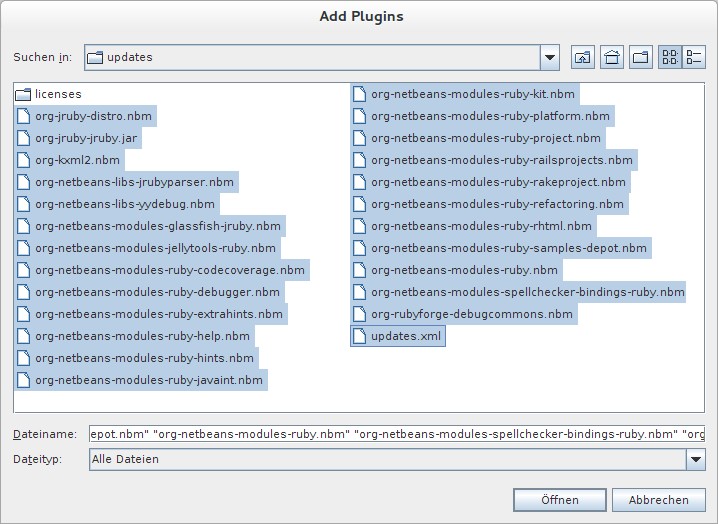 Add Plugins
Suchen in: updates
licenses
org-jruby-distro.nbm
org-jruby-jruby.jar
org-kxml2.nbm
org-netbeans-libs-jrubyparser.nbm
org-netbeans-libs-yydebug.nbm
org-netbeans-modules-glassfish-jruby.nbm
org-netbeans-modules-jellytools-ruby.nbm
org-netbeans-modules-ruby-codecoverage.nbm
org-netbeans-modules-ruby-debugger.nbm
org-netbeans-modules-ruby-extrahints.nbm
org-netbeans-modules-ruby-help.nbm
org-netbeans-modules-ruby-hints.nbm
org-netbeans-modules-ruby-javaint.nbm
org-netbeans-modules-ruby-kit.nbm
org-netbeans-modules-ruby-platform.nbm
org-netbeans-modules-ruby-project.nbm
org-netbeans-modules-ruby-railsprojects.nbm
org-netbeans-modules-ruby-rakeproject.nbm
org-netbeans-modules-ruby-refactoring.nbm
org-netbeans-modules-ruby-rhtml.nbm
org-netbeans-modules-ruby-samples-depot.nbm
org-netbeans-modules-ruby.nbm
org-netbeans-modules-spellchecker-bindings-ruby.nbm
org-rubyforge-debugcommons.nbm
updates.xml
Dateiname: epot.nbm" "org-netbeans-modules-ruby.nbm" "org-netbeans-modules-spellchecker-bindings-ruby.nbm" "org
Dateityp: Alle Dateien
Öffnen Abbrechen